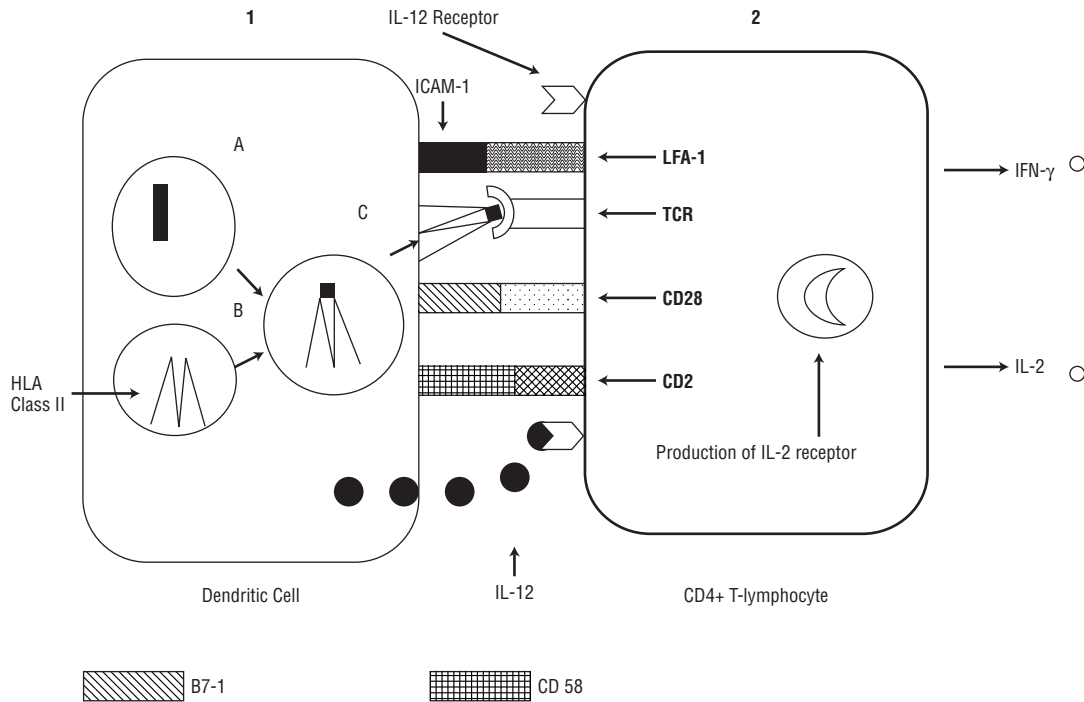 1
IL-12 Receptor
2
ICAM-1
A
LFA-1
IFN-γ
C
TCR
B
CD28
HLA
Class II
CD2
IL-2
Production of IL-2 receptor
Dendritic Cell
IL-12
CD4+ T-lymphocyte
B7-1
CD 58